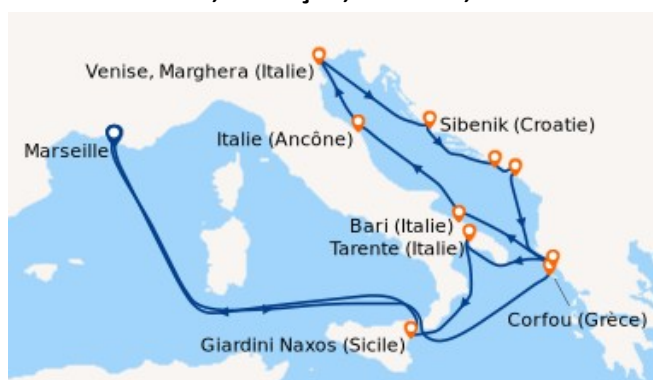 Venise, Marghera (Italie)
Sibenik (Croatie)
Italie (Ancône)
Marseille
Bari (Italie)
Tarente (Italie)
Corfou (Grèce)
Giardini Naxos (Sicile)